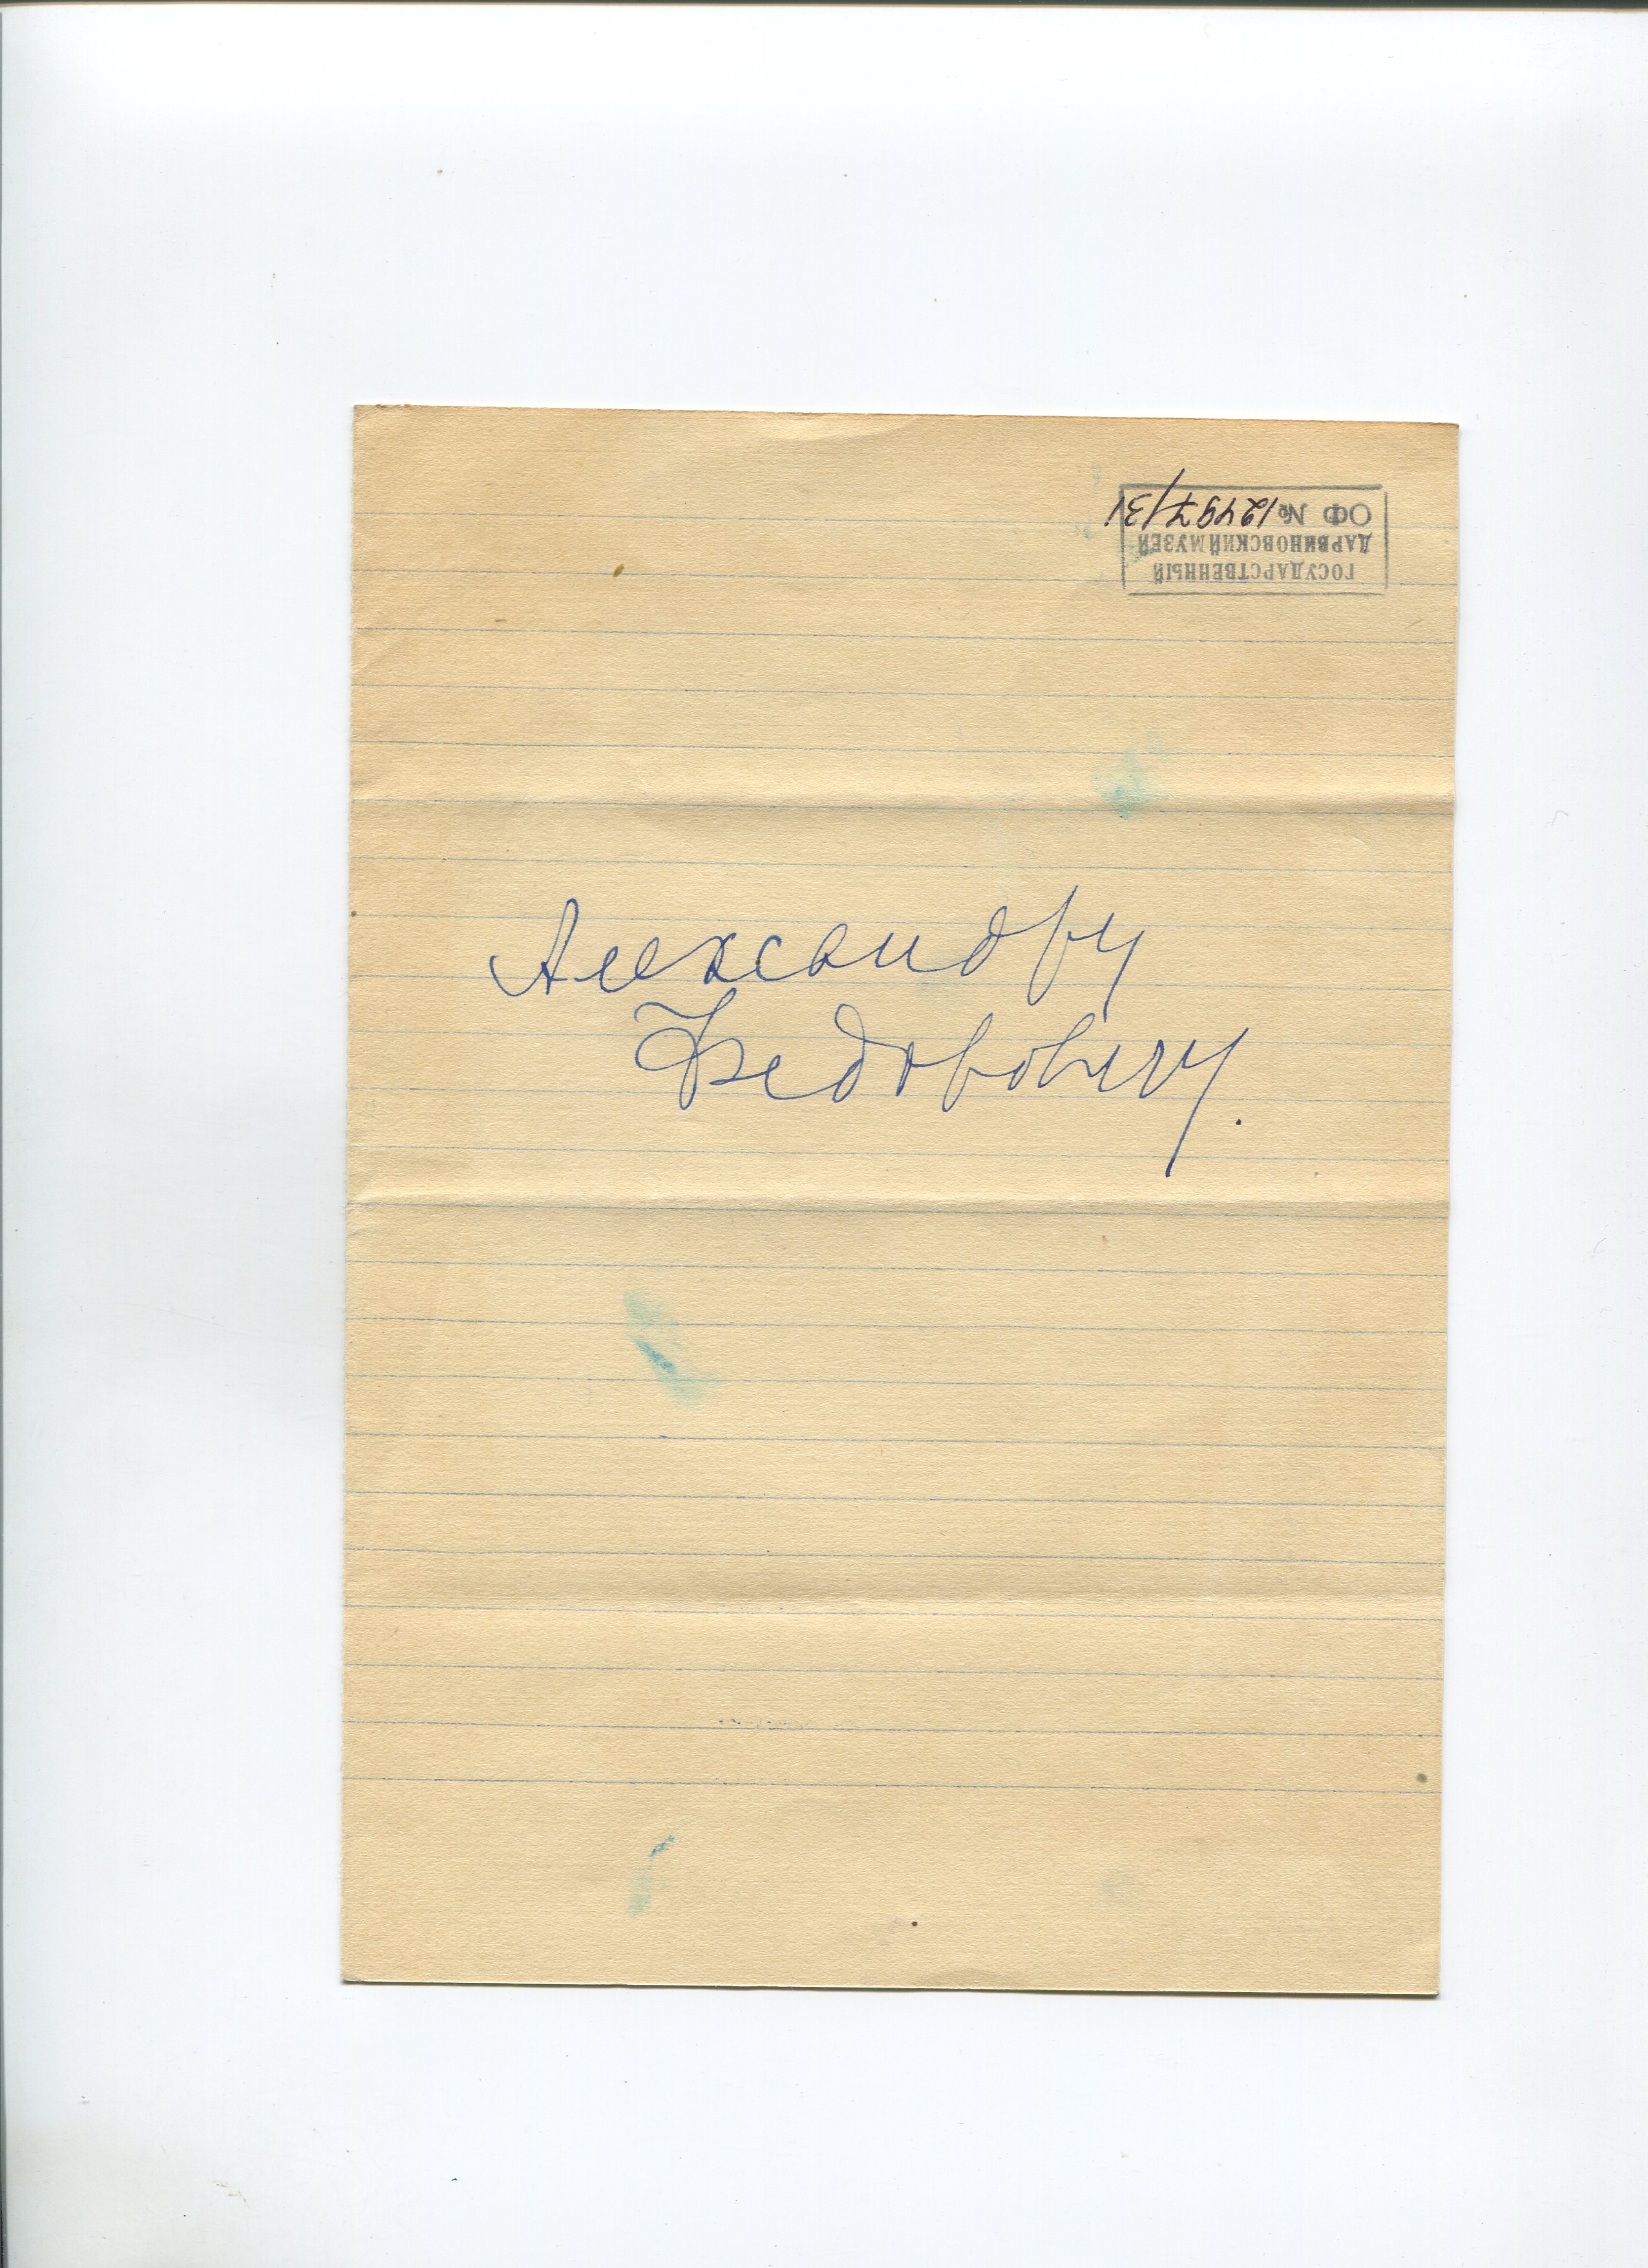 ГОСУДАРСТВЕННЫЙ
ДАРВИНОВСКИЙ МУЗЕЙ
ОФ № 12497/31
Александру
Федоровичу.